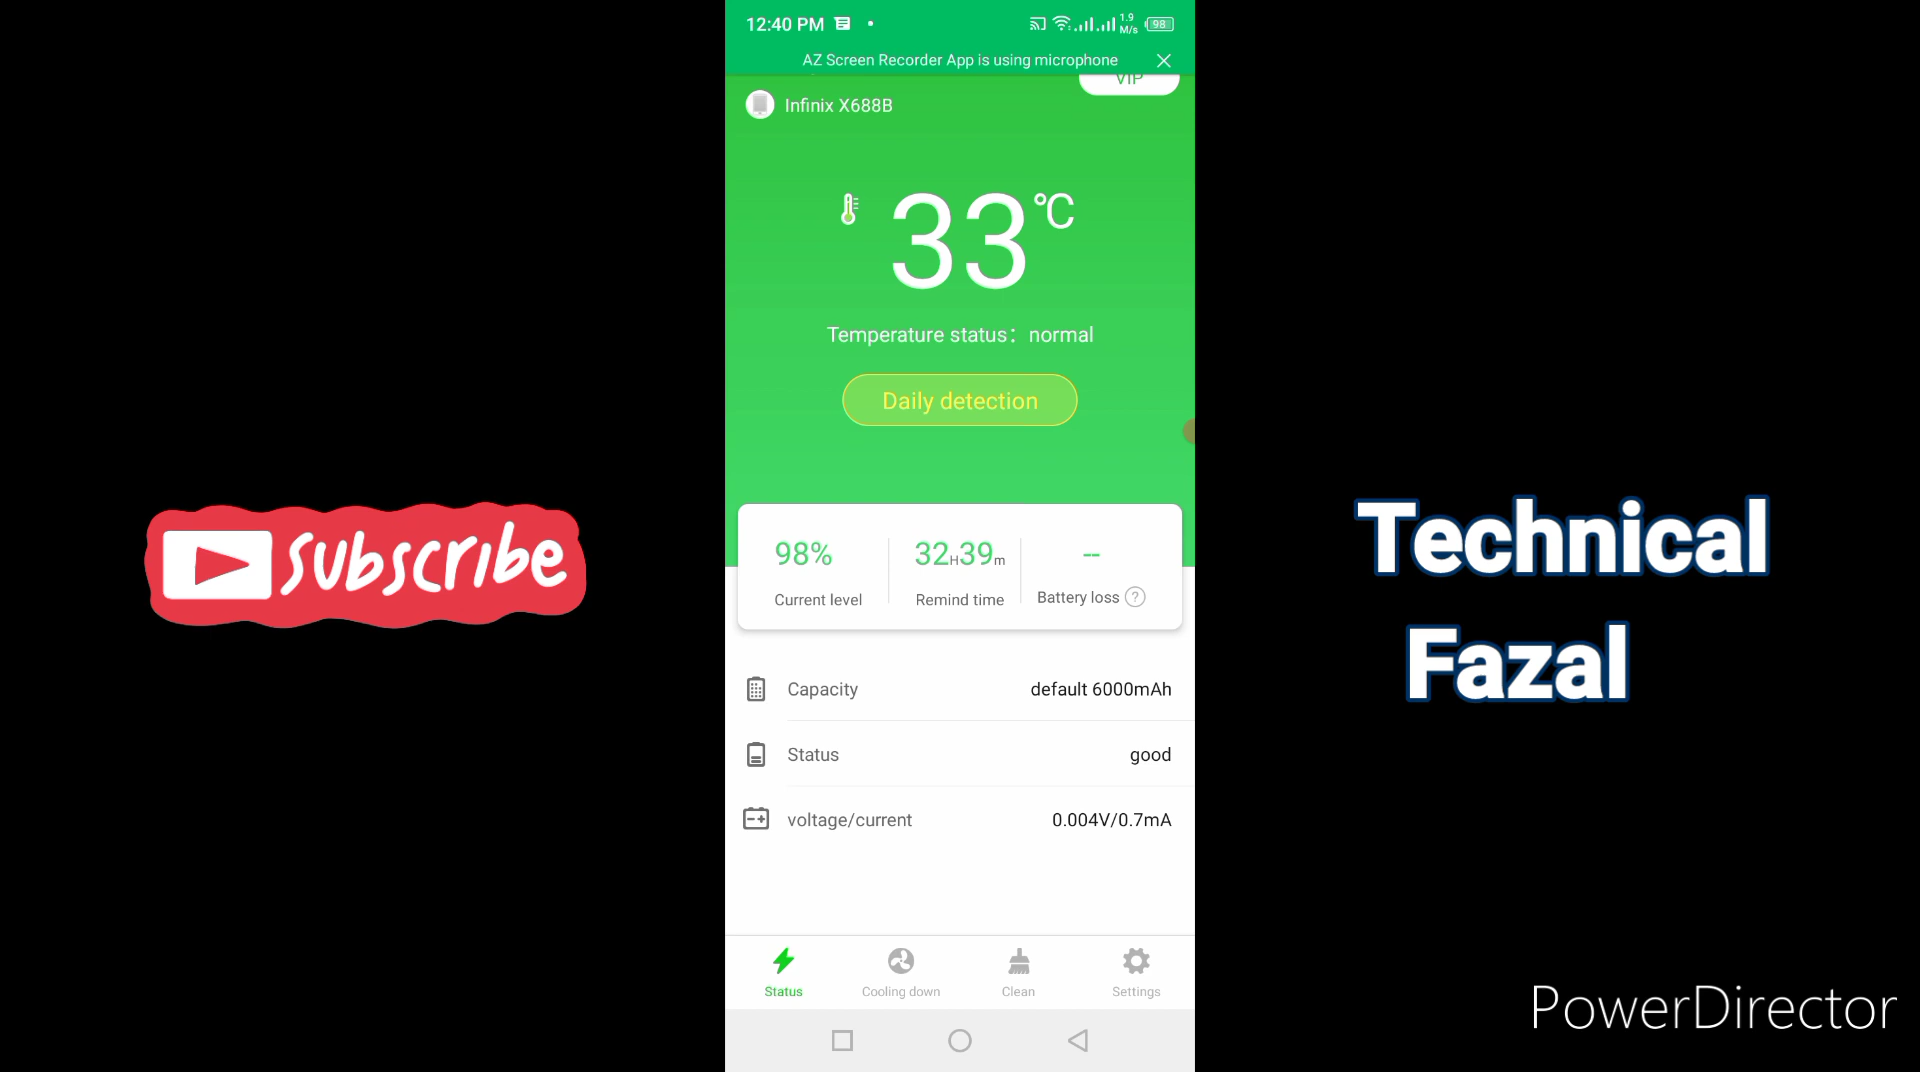 12:40 PM
1.9
M/s
98
AZ Screen Recorder App is using microphone
VIP
Infinix X688B
33°C
Temperature status: normal
Daily detection
98%
32H39m
--
Current level
Remind time
Battery loss ?
Capacity
default 6000mAh
Status
good
voltage/current
0.004V/0.7mA
Status
Cooling down
Clean
Settings
Subscribe
Technical
Fazal
PowerDirector